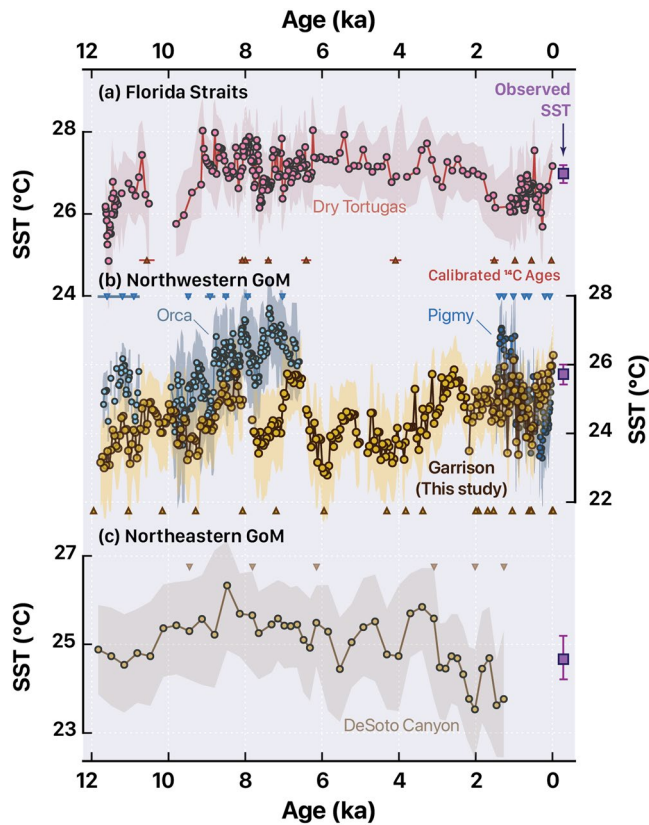 Age (ka)
12 10 8 6 4 2 0
(a) Florida Straits
Observed
SST
28
26
24
SST (°C)
Dry Tortugas
Calibrated ¹⁴C Ages
(b) Northwestern GoM
Orca
Pigmy
28
26
24
22
SST (°C)
Garrison
(This study)
(c) Northeastern GoM
27
25
23
SST (°C)
DeSoto Canyon
12 10 8 6 4 2 0
Age (ka)